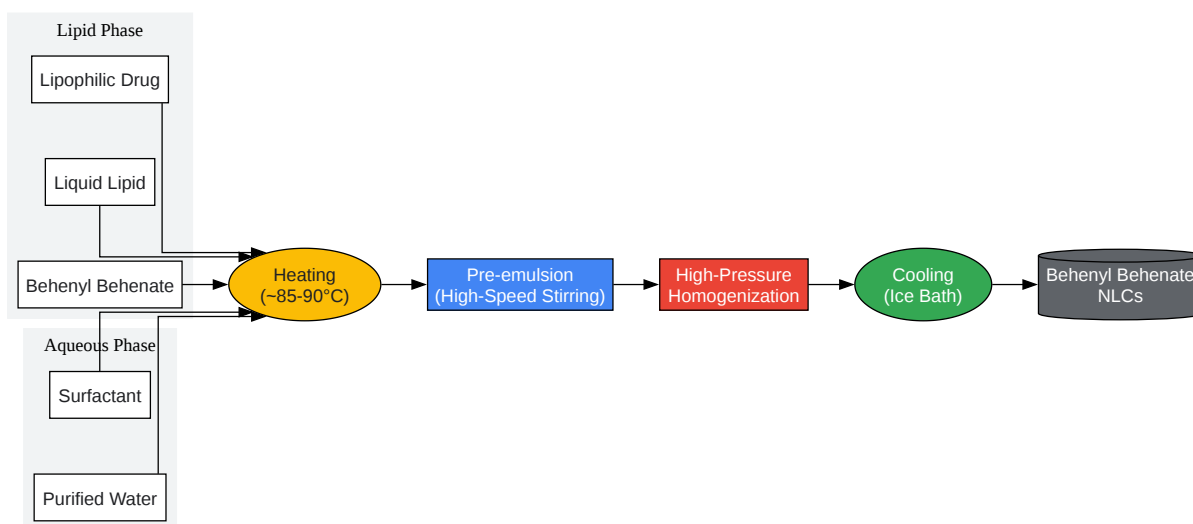 Lipid Phase
Lipophilic Drug
Liquid Lipid
Behenyl Behenate
Aqueous Phase
Surfactant
Purified Water
Heating
(~85-90°C)
Pre-emulsion
(High-Speed Stirring)
High-Pressure
Homogenization
Cooling
(Ice Bath)
Behenyl Behenate
NLCs